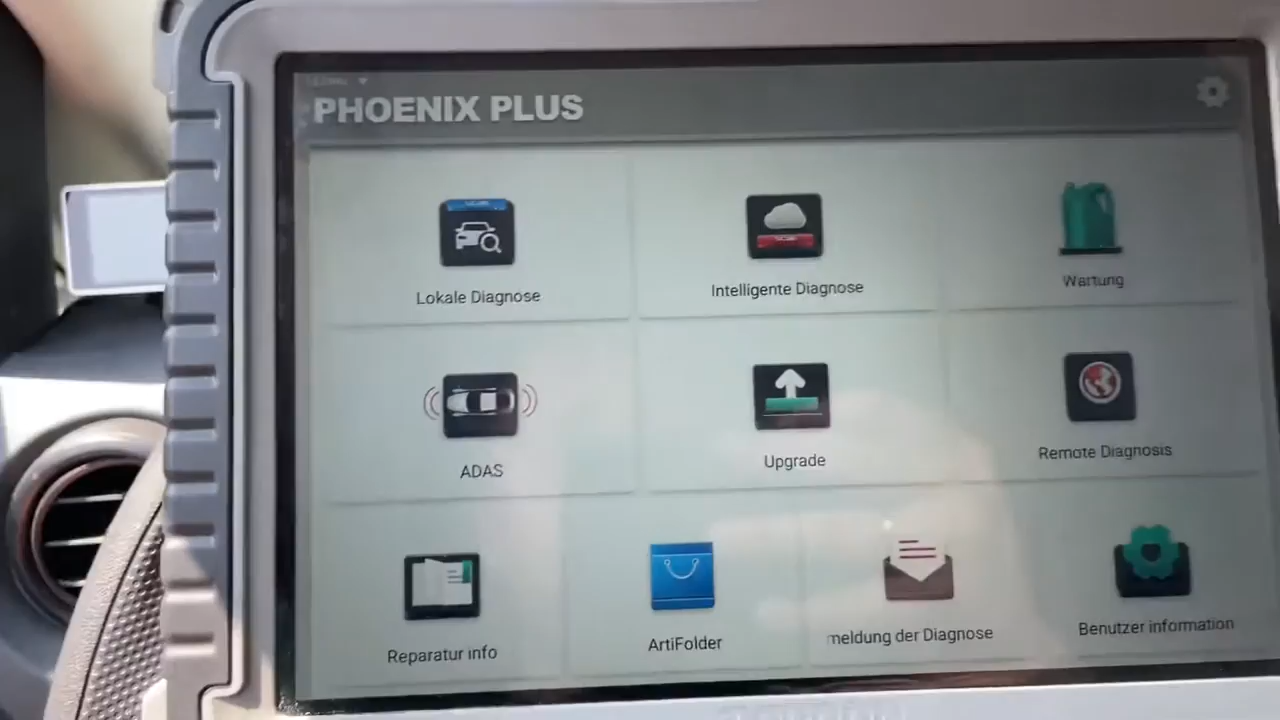 PHOENIX PLUS
Lokale Diagnose
Intelligente Diagnose
Wartung
ADAS
Upgrade
Remote Diagnosis
Reparatur info
ArtiFolder
meldung der Diagnose
Benutzer information